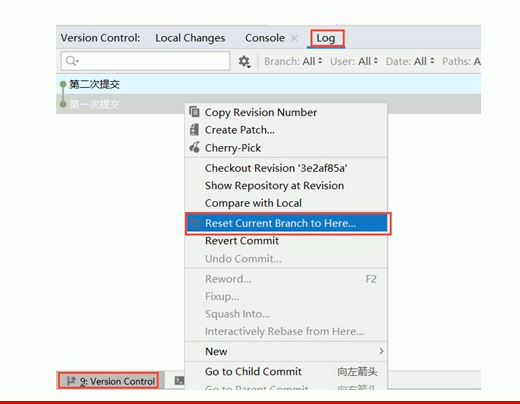 Version Control: Local Changes Console × Log
Branch: All User: All Date: All Paths: A
第二次提交
第一次提交
Copy Revision Number
Create Patch...
Cherry-Pick
Checkout Revision '3e2af85a'
Show Repository at Revision
Compare with Local
Reset Current Branch to Here...
Revert Commit
Undo Commit...
Reword... F2
Fixup...
Squash Into...
Interactively Rebase from Here...
New
Go to Child Commit 向左箭头
Go to Parent Commit 向右箭头
9: Version Control